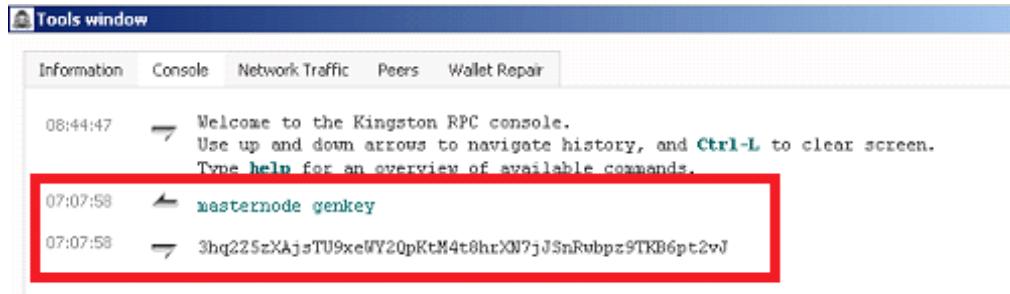 Tools window
Information Console Network Traffic Peers Wallet Repair
08:44:47 Welcome to the Kingston RPC console.
Use up and down arrows to navigate history, and Ctrl-L to clear screen.
Type help for an overview of available commands.
07:07:58 masternode genkey
07:07:58 3hq2Z5zXAjsTU9xeWY2QpKtM4t8hrXN7jJSnRwbpz9TKB6pt2vJ